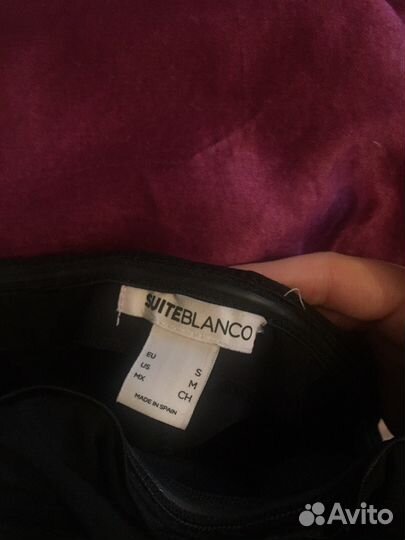 SUITEBLANCO
EU S
US M
MX CH
MADE IN SPAIN
Avito